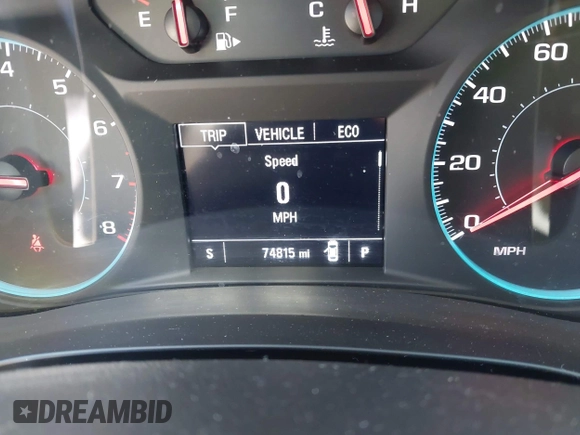 E F C H
4 5 6 7 8
TRIP VEHICLE ECO
Speed
0
MPH
S 74815 mi P
0 20 40 60
MPH
DREAMBID